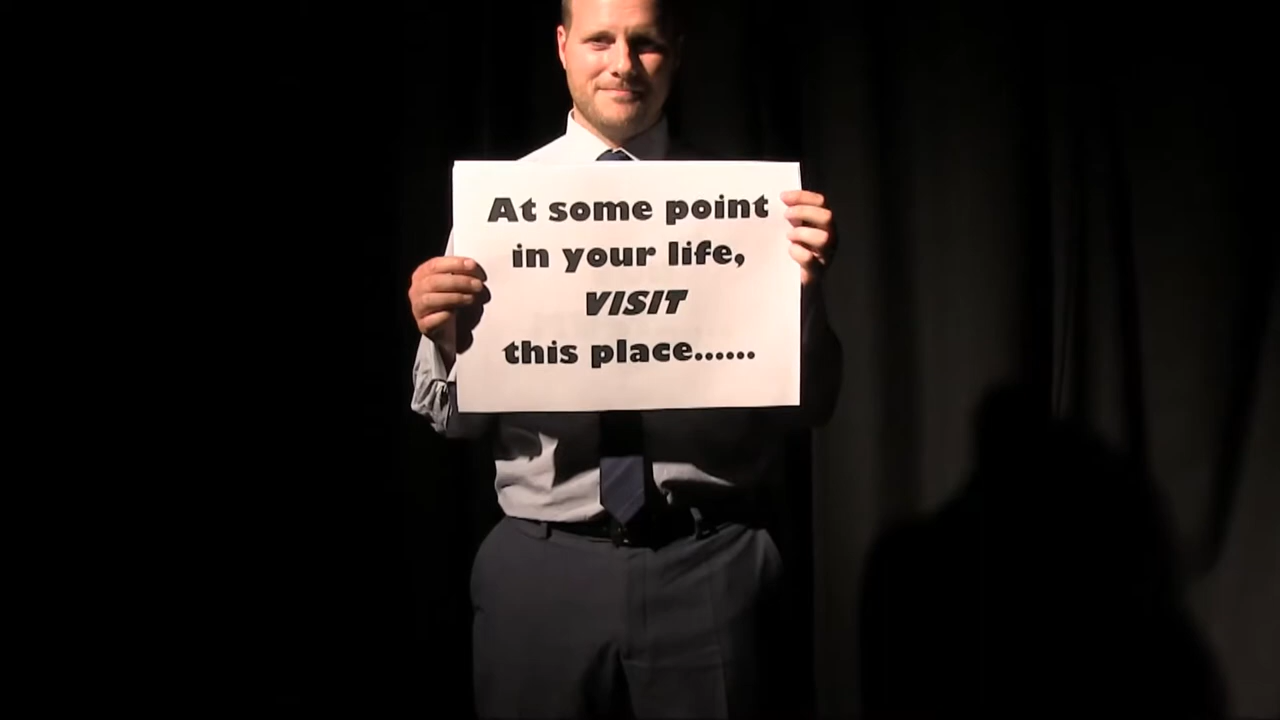 At some point
in your life,
VISIT
this place......